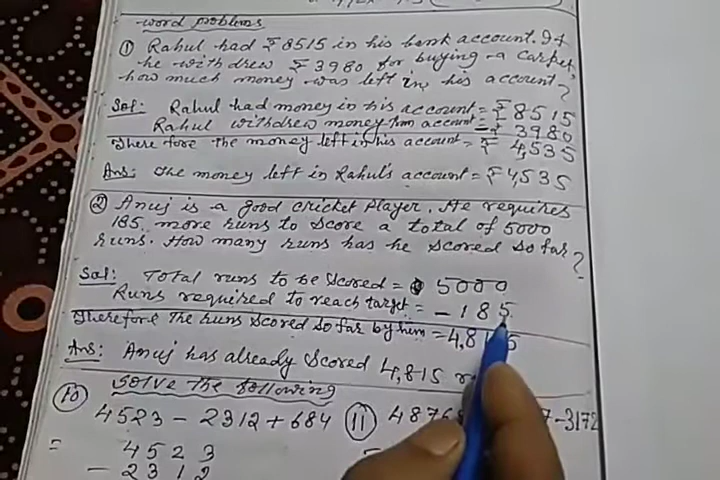 word problems
① Rahul had ₹8515 in his bank account. If
he withdrew ₹ 3980 for buying a carpet,
how much money was left in his account?
Sol: Rahul had money in his account = ₹ 8515
Rahul withdrew money from account = - ₹ 3980
There fore the money left in his account = ₹ 4,535
Ans: The money left in Rahul's account = ₹ 4,535
② Anuj is a good cricket Player. He requires
185 more runs to score a total of 5000
runs. How many runs has he scored so far?
Sol: Total runs to be scored = 5000
Runs required to reach target = - 185
Therefore The runs scored so far by him = 4,8 5
Ans: Anuj has already scored 4,815
10 Solve the following
4523 - 2312 + 684 11 4876 - 3172
= 4523
- 2312